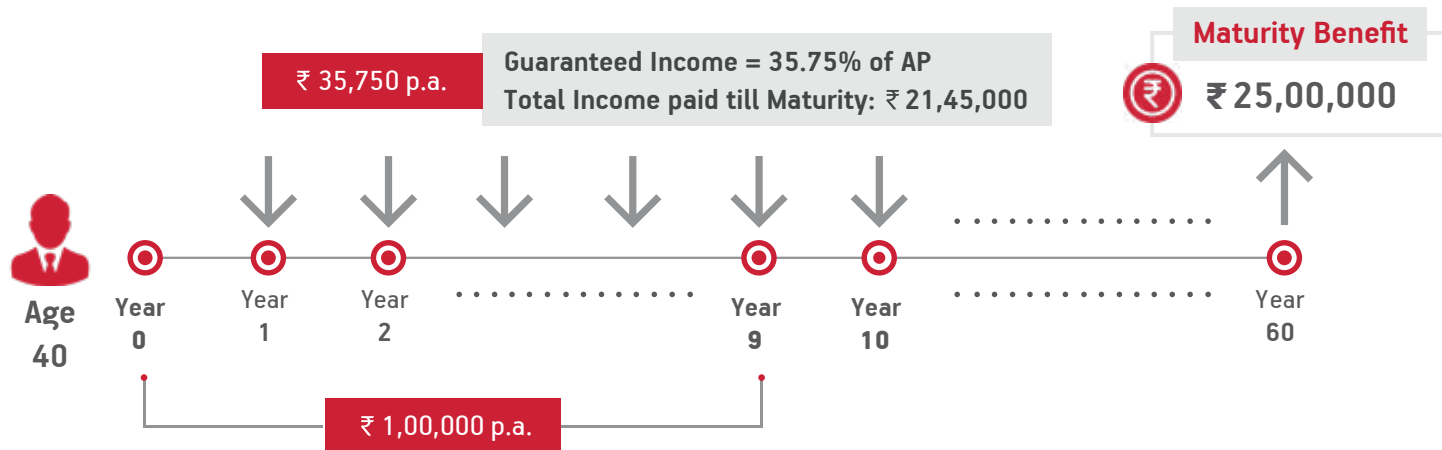 Maturity Benefit
₹ 25,00,000
₹ 35,750 p.a.
Guaranteed Income = 35.75% of AP
Total Income paid till Maturity: ₹ 21,45,000
Age
40
Year
0
Year
1
Year
2
Year
9
Year
10
Year
60
₹ 1,00,000 p.a.